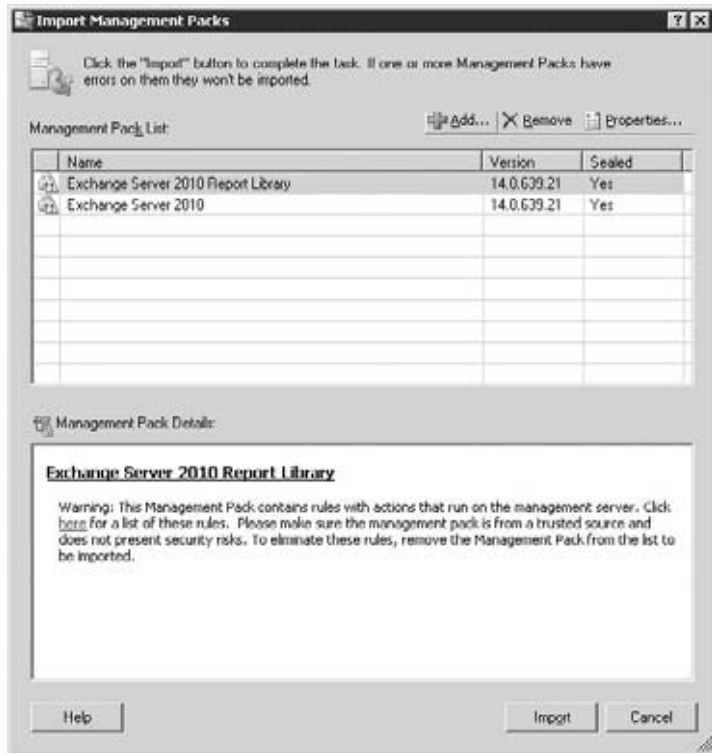 Import Management Packs
Click the "Import" button to complete the task. If one or more Management Packs have
errors on them they won't be imported.
Management Pack List:
Add... Remove Properties...
Name Version Sealed
Exchange Server 2010 Report Library 14.0.639.21 Yes
Exchange Server 2010 14.0.639.21 Yes
Management Pack Details:
Exchange Server 2010 Report Library
Warning: This Management Pack contains rules with actions that run on the management server. Click
here for a list of these rules. Please make sure the management pack is from a trusted source and
does not present security risks. To eliminate these rules, remove the Management Pack from the list to
be imported.
Help Import Cancel